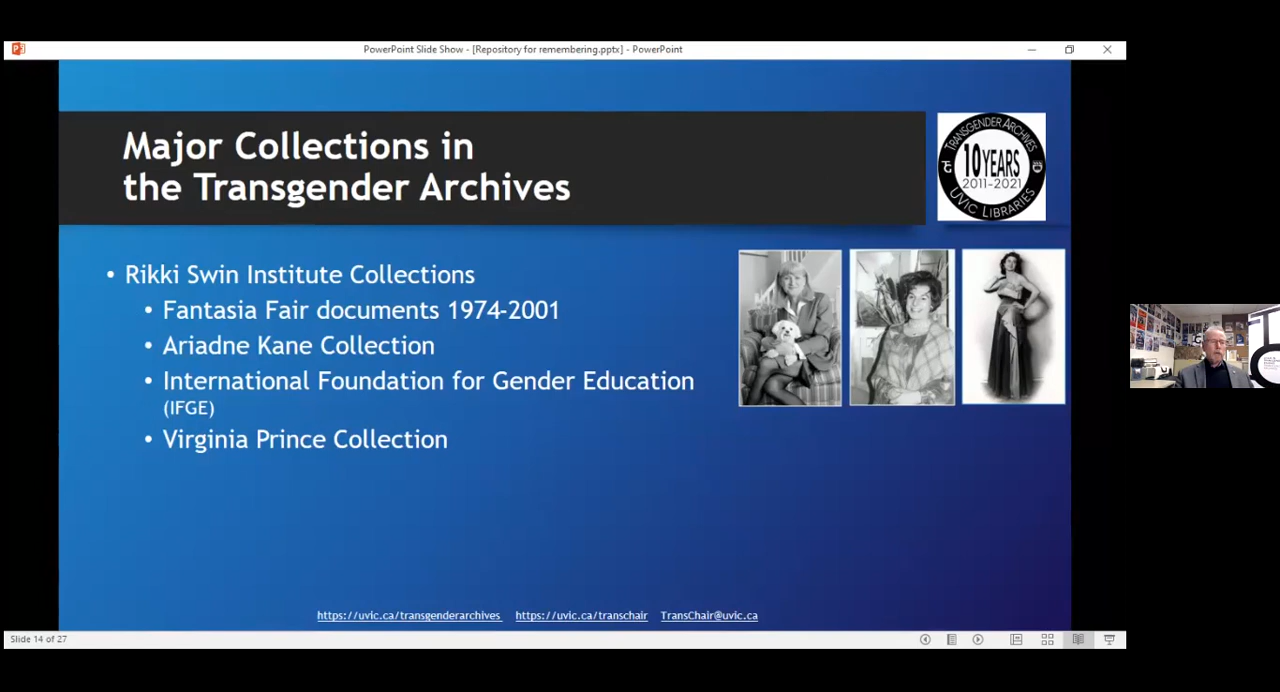 PowerPoint Slide Show - [Repository for remembering.pptx] - PowerPoint
Major Collections in
the Transgender Archives
TRANSGENDER ARCHIVES
10 YEARS
2011-2021
UVIC LIBRARIES
• Rikki Swin Institute Collections
• Fantasia Fair documents 1974-2001
• Ariadne Kane Collection
• International Foundation for Gender Education
(IFGE)
• Virginia Prince Collection
https://uvic.ca/transgenderarchives https://uvic.ca/transchair TransChair@uvic.ca
Slide 14 of 27